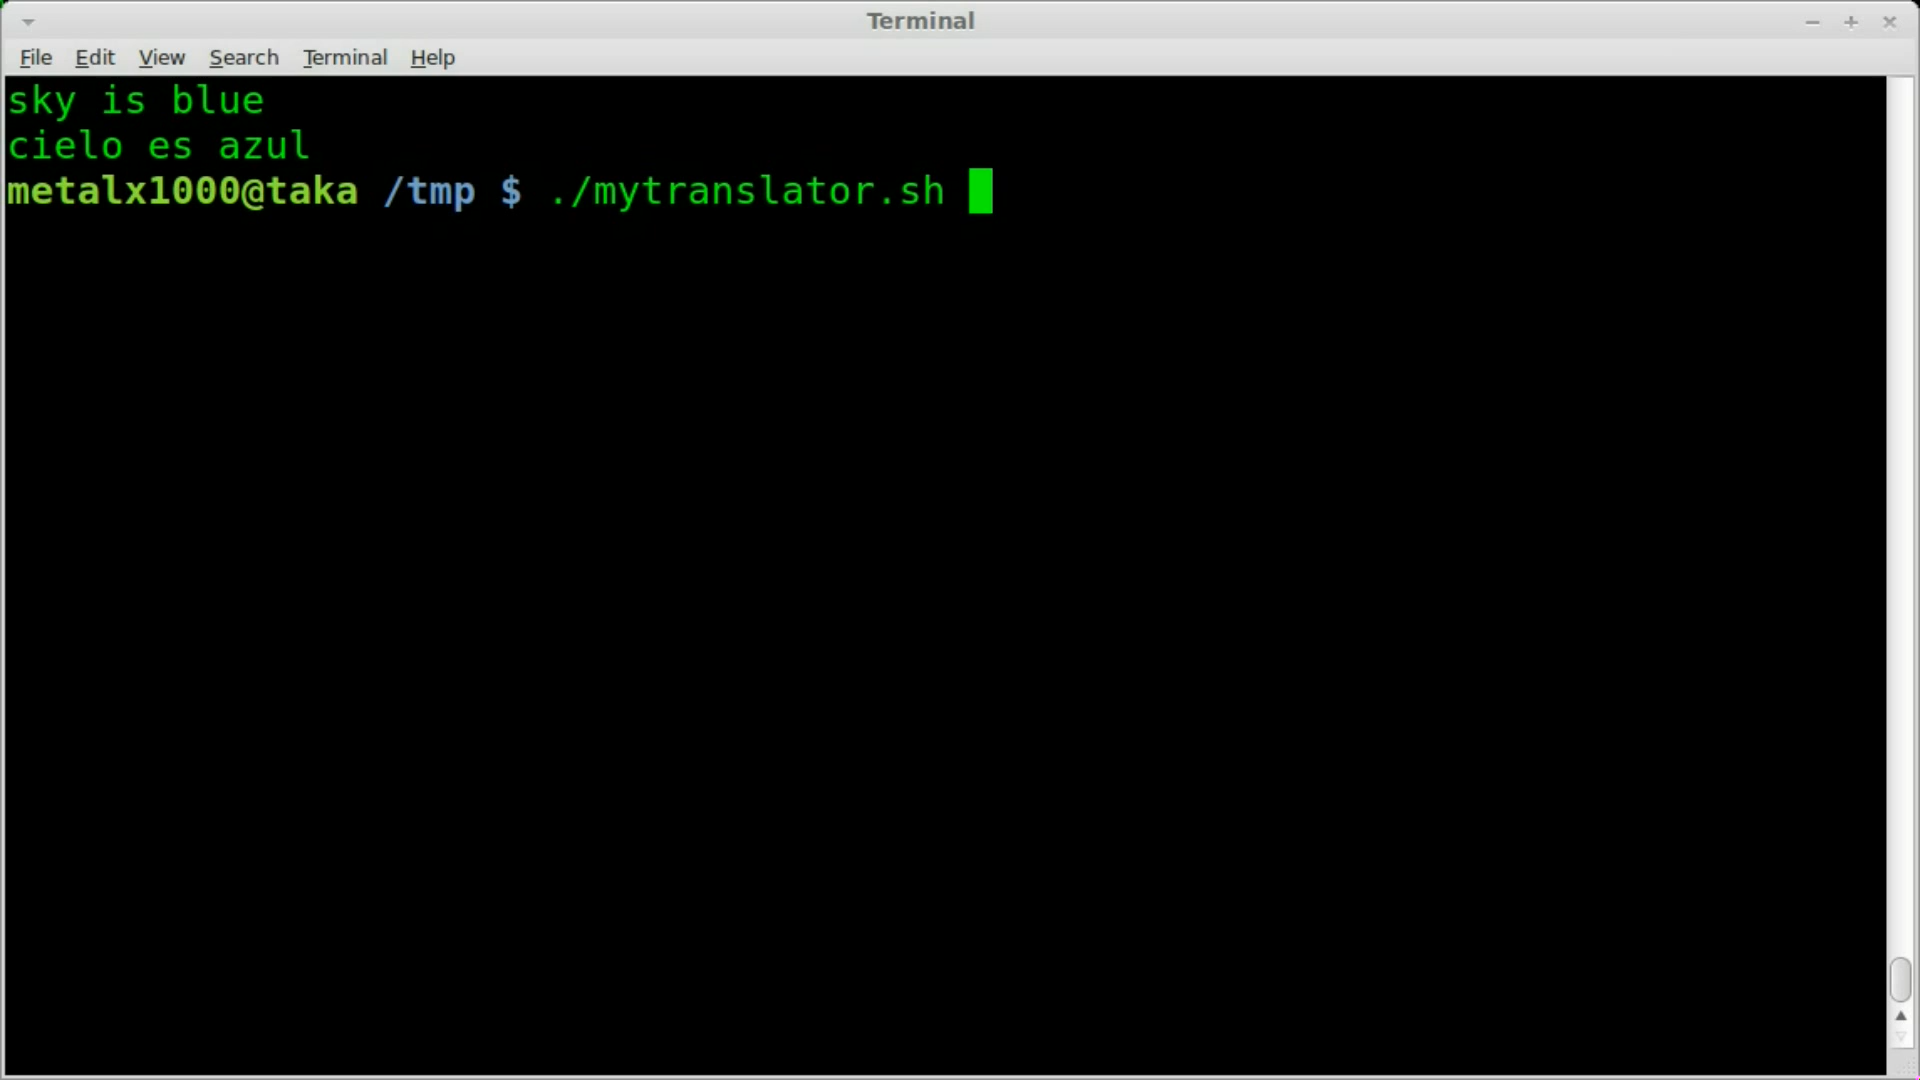 Terminal
File Edit View Search Terminal Help
sky is blue
cielo es azul
metalx1000@taka /tmp $ ./mytranslator.sh